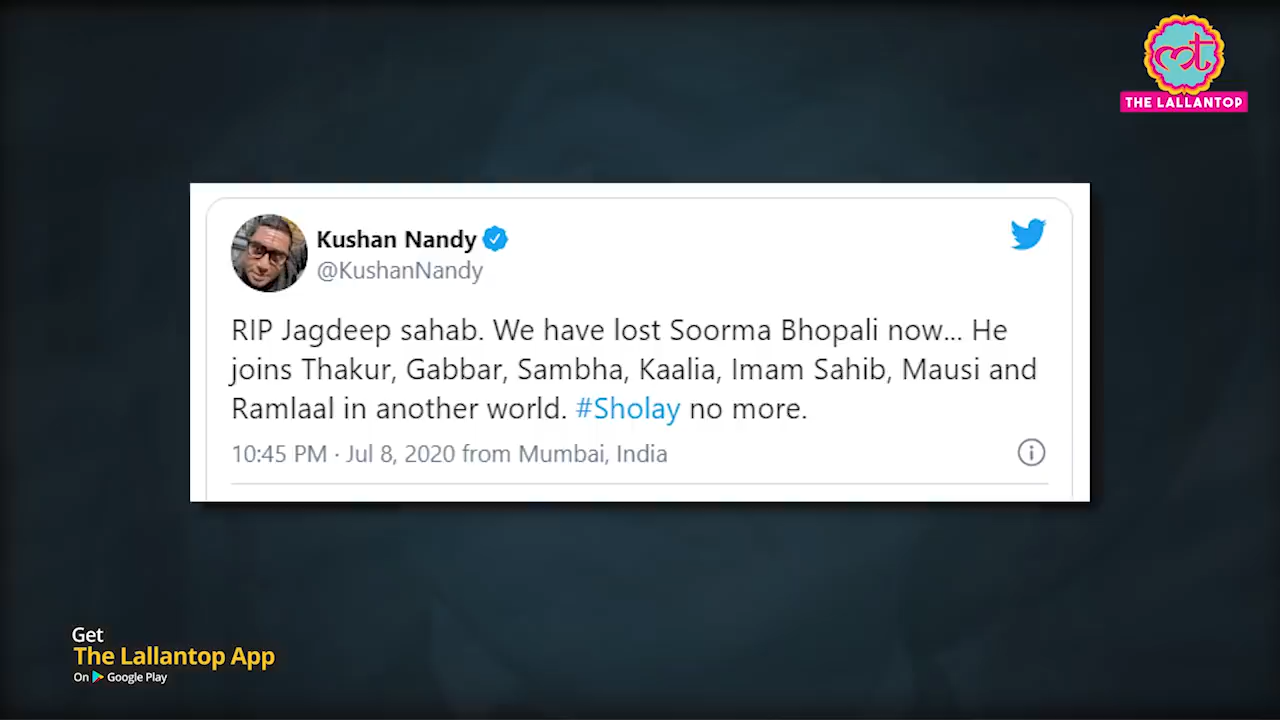 THE LALLANTOP
Kushan Nandy
@KushanNandy
RIP Jagdeep sahab. We have lost Soorma Bhopali now... He
joins Thakur, Gabbar, Sambha, Kaalia, Imam Sahib, Mausi and
Ramlaal in another world. #Sholay no more.
10:45 PM · Jul 8, 2020 from Mumbai, India
Get
The Lallantop App
On Google Play